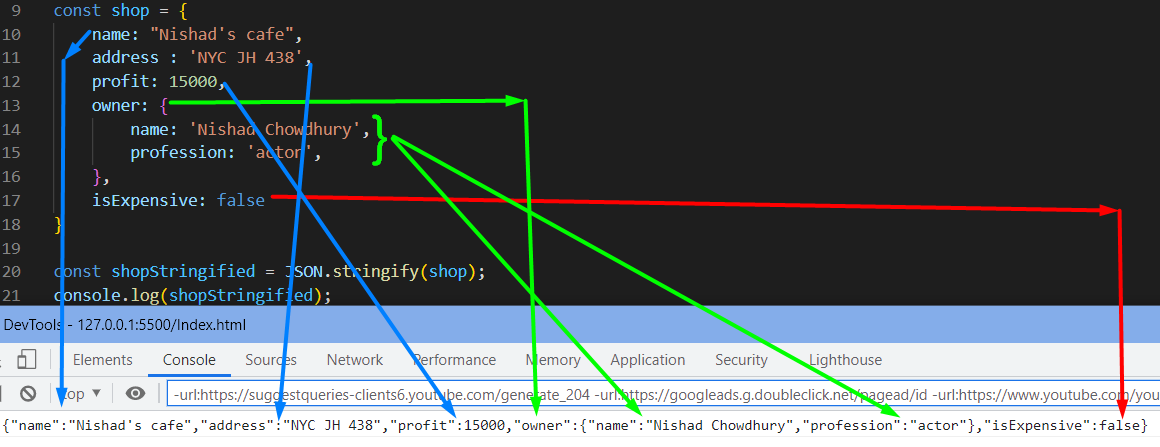 9 const shop = {
10 name: "Nishad's cafe",
11 address : 'NYC JH 438',
12 profit: 15000,
13 owner: {
14 name: 'Nishad Chowdhury',
15 profession: 'actor',
16 },
17 isExpensive: false
18 }
19
20 const shopStringified = JSON.stringify(shop);
21 console.log(shopStringified);
DevTools - 127.0.0.1:5500/Index.html
Elements Console Sources Network Performance Memory Application Security Lighthouse
top -url:https://suggestqueries-clients6.youtube.com/generate_204 -url:https://googleads.g.doubleclick.net/pagead/id -url:https://www.youtube.com/you
{"name":"Nishad's cafe","address":"NYC JH 438","profit":15000,"owner":{"name":"Nishad Chowdhury","profession":"actor"},"isExpensive":false}